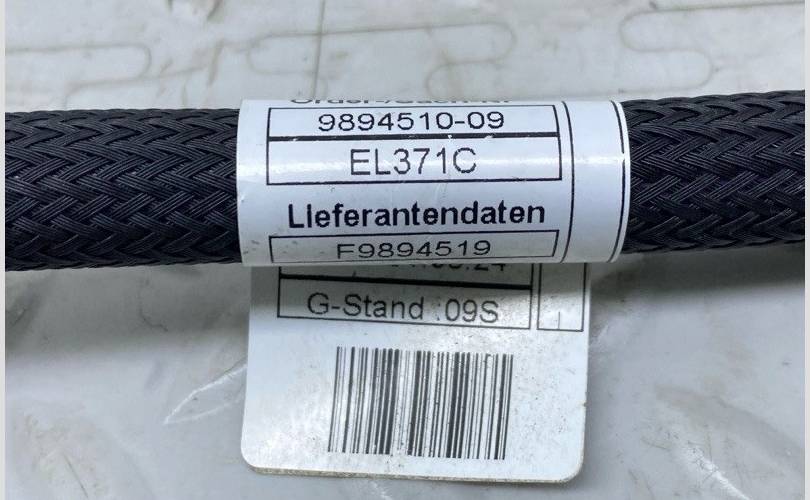 9894510-09
EL371C
Lieferantendaten
F9894519
G-Stand :09S